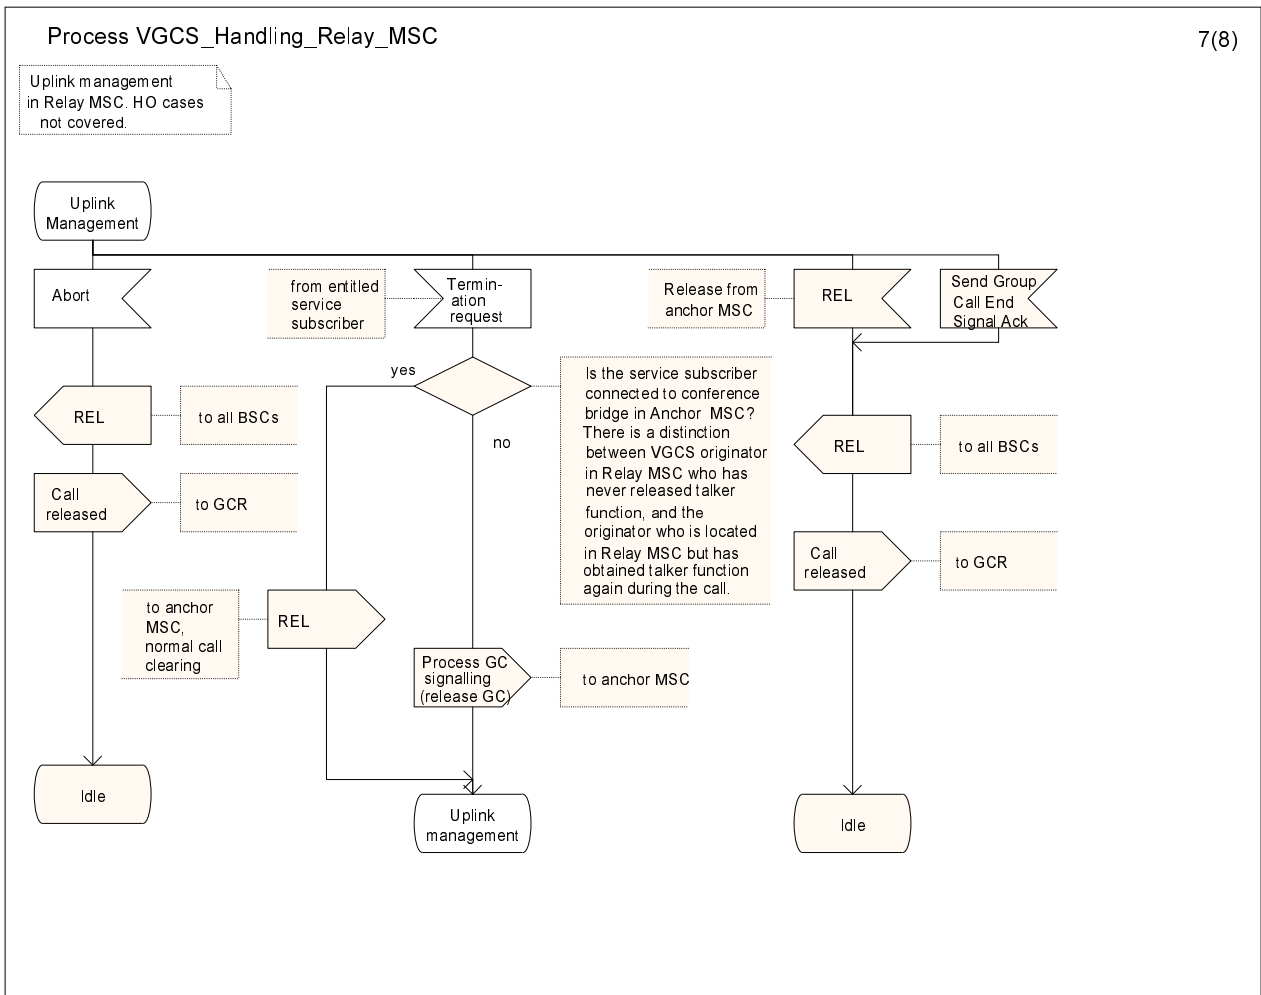 Process VGCS_Handling_Relay_MSC
7(8)
Uplink management
in Relay MSC. HO cases
not covered.
Uplink
Management
Abort
from entitled
service
subscriber
Termin-
ation
request
Release from
anchor MSC
REL
Send Group
Call End
Signal Ack
yes
no
Is the service subscriber
connected to conference
bridge in Anchor MSC?
There is a distinction
between VGCS originator
in Relay MSC who has
never released talker
function, and the
originator who is located
in Relay MSC but has
obtained talker function
again during the call.
REL
to all BSCs
REL
to all BSCs
Call
released
to GCR
Call
released
to GCR
to anchor
MSC,
normal call
clearing
REL
Process GC
signalling
(release GC)
to anchor MSC
Idle
Uplink
management
Idle